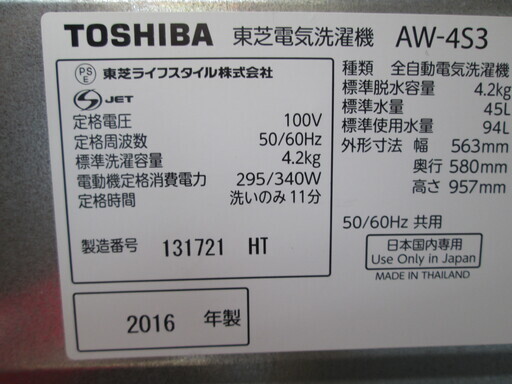 TOSHIBA 東芝電気洗濯機 AW-4S3
PS
E
東芝ライフスタイル株式会社
S JET
定格電圧 100V
定格周波数 50/60Hz
標準洗濯容量 4.2kg
電動機定格消費電力 295/340W
定格時間 洗いのみ 11分
製造番号 131721 HT
2016 年製
種類 全自動電気洗濯機
標準脱水容量 4.2kg
標準水量 45L
標準使用水量 94L
外形寸法 幅 563mm
奥行 580mm
高さ 957mm
50/60Hz 共用
日本国内専用
Use Only in Japan
MADE IN THAILAND